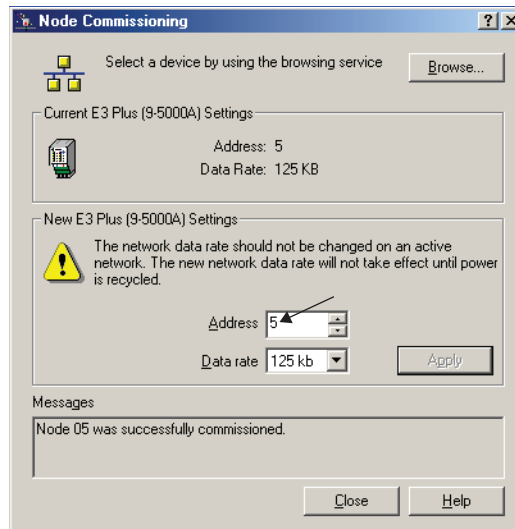 Node Commissioning
Select a device by using the browsing service
Browse...
Current E3 Plus (9-5000A) Settings
Address: 5
Data Rate: 125 KB
New E3 Plus (9-5000A) Settings
The network data rate should not be changed on an active
network. The new network data rate will not take effect until power
is recycled.
Address 5
Data rate 125 kb
Apply
Messages
Node 05 was successfully commissioned.
Close Help